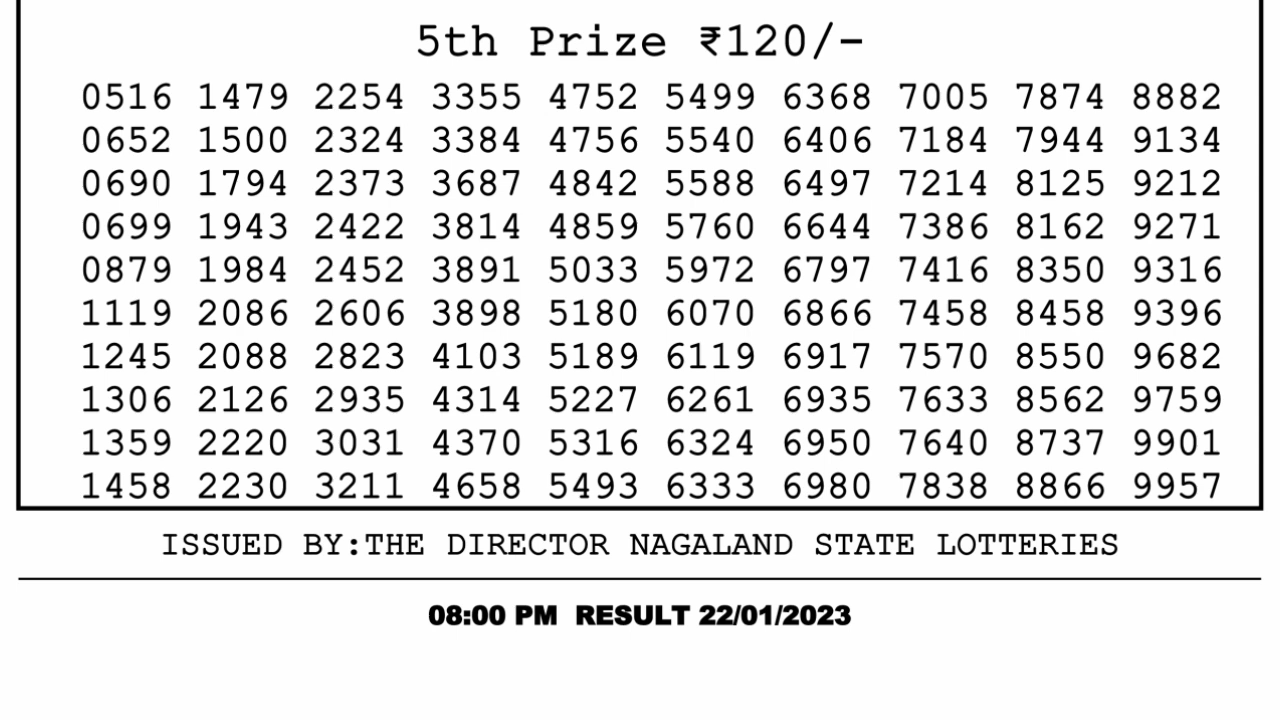 5th Prize ₹120/-
0516 1479 2254 3355 4752 5499 6368 7005 7874 8882
0652 1500 2324 3384 4756 5540 6406 7184 7944 9134
0690 1794 2373 3687 4842 5588 6497 7214 8125 9212
0699 1943 2422 3814 4859 5760 6644 7386 8162 9271
0879 1984 2452 3891 5033 5972 6797 7416 8350 9316
1119 2086 2606 3898 5180 6070 6866 7458 8458 9396
1245 2088 2823 4103 5189 6119 6917 7570 8550 9682
1306 2126 2935 4314 5227 6261 6935 7633 8562 9759
1359 2220 3031 4370 5316 6324 6950 7640 8737 9901
1458 2230 3211 4658 5493 6333 6980 7838 8866 9957
ISSUED BY:THE DIRECTOR NAGALAND STATE LOTTERIES
08:00 PM RESULT 22/01/2023